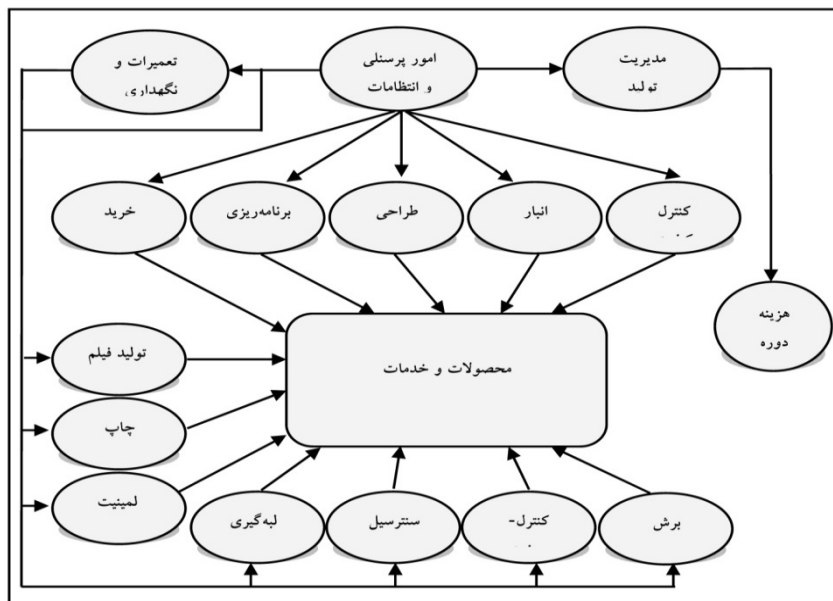 تعمیرات و
نگهداری
امور پرسنلی
و انتظامات
مدیریت
تولید
خرید
برنامه‌ریزی
طراحی
انبار
کنترل
هزینه
دوره
تولید فیلم
محصولات و خدمات
چاپ
لمینیت
لبه‌گیری
سنترسیل
کنترل-
برش